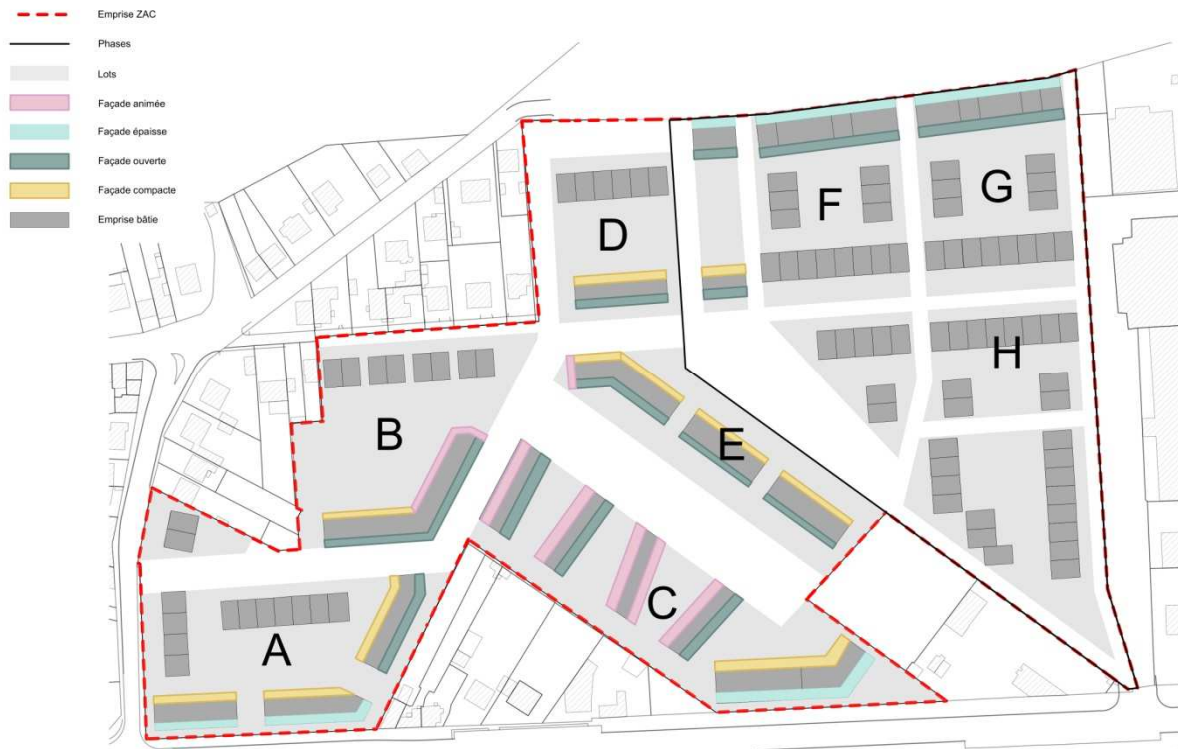 Emprise ZAC
Phases
Lots
Façade animée
Façade épaisse
Façade ouverte
Façade compacte
Emprise bâtie
D
F
G
H
B
E
C
A